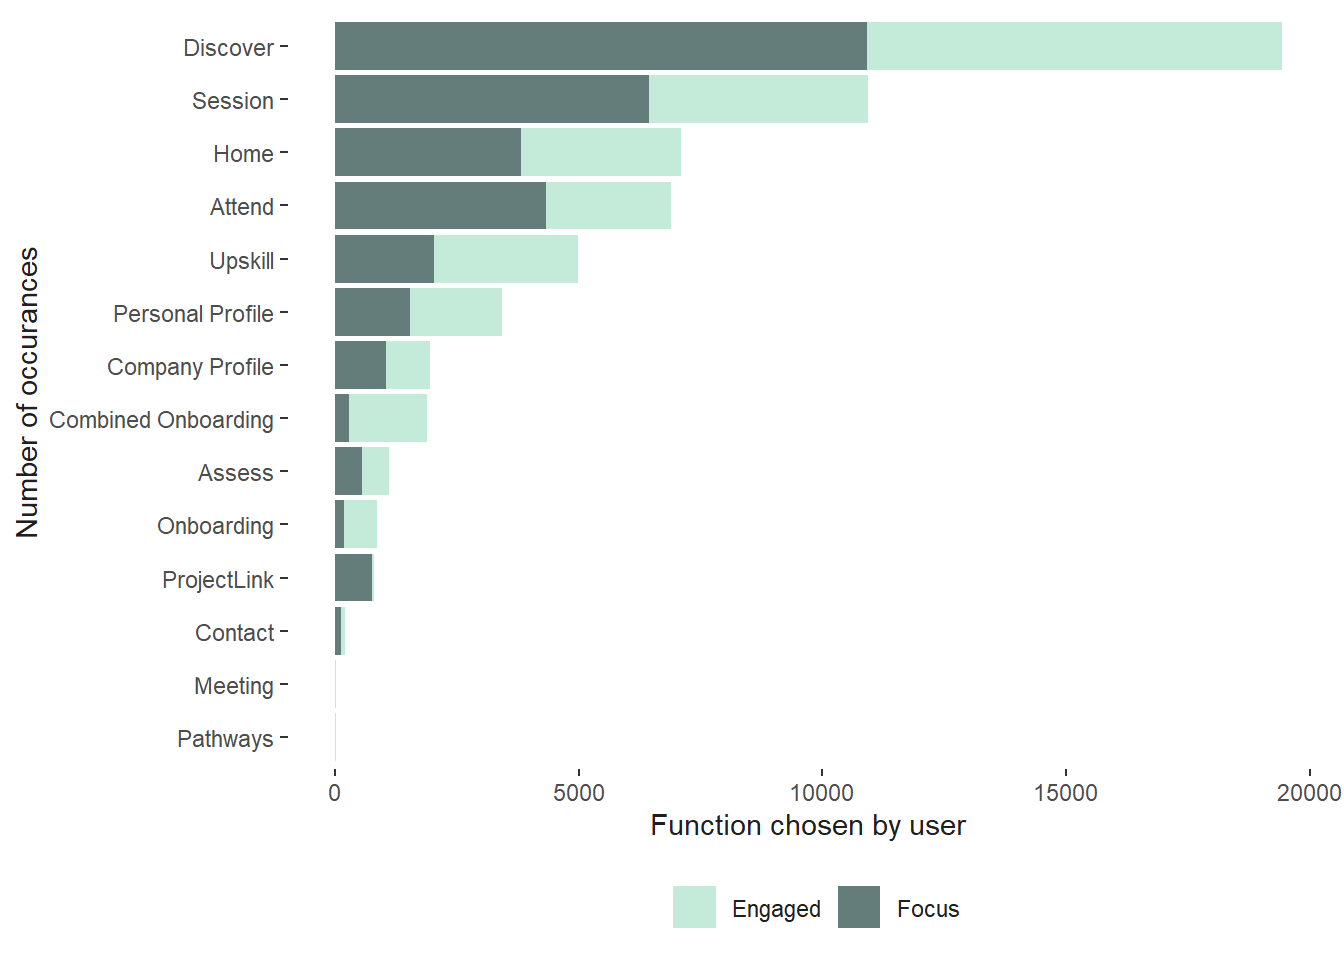 Discover
Session
Home
Attend
Upskill
Personal Profile
Company Profile
Combined Onboarding
Assess
Onboarding
ProjectLink
Contact
Meeting
Pathways
Number of occurances
0 5000 10000 15000 20000
Function chosen by user
Engaged Focus